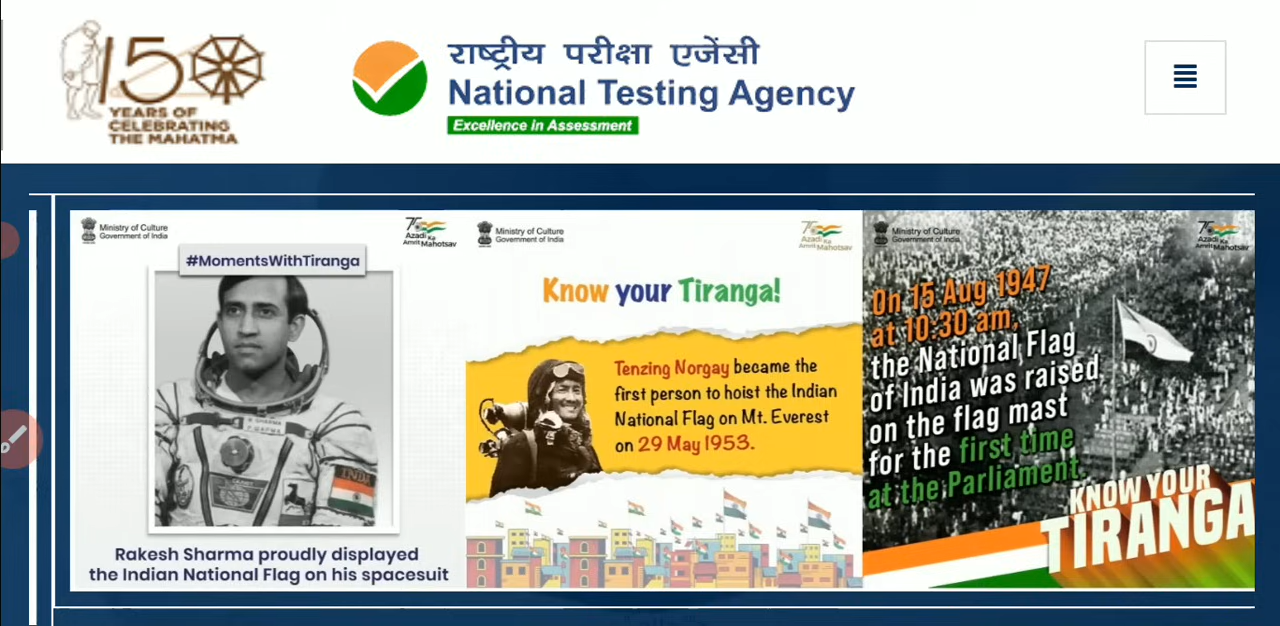 150
YEARS OF
CELEBRATING
THE MAHATMA
राष्ट्रीय परीक्षा एजेंसी
National Testing Agency
Excellence in Assessment
Ministry of Culture
Government of India
Azadi Ka
Amrit Mahotsav
#MomentsWithTiranga
INDIA
Rakesh Sharma proudly displayed
the Indian National Flag on his spacesuit
Ministry of Culture
Government of India
Azadi Ka
Amrit Mahotsav
Know your Tiranga!
Tenzing Norgay became the
first person to hoist the Indian
National Flag on Mt. Everest
on 29 May 1953.
Ministry of Culture
Government of India
Azadi Ka
Amrit Mahotsav
On 15 Aug 1947
at 10:30 am,
the National Flag
of India was raised
on the flag mast
for the first time
at the Parliament.
KNOW YOUR
TIRANGA